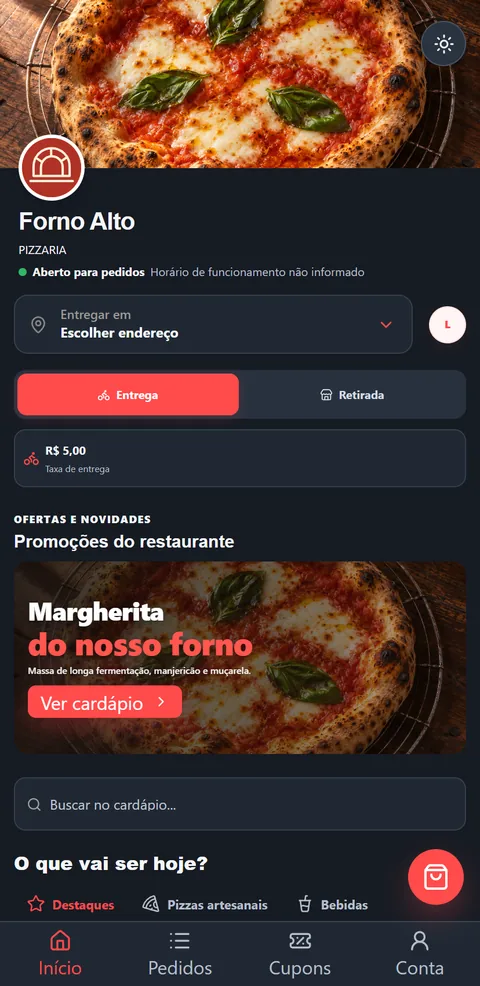 Forno Alto
PIZZARIA
Aberto para pedidos Horário de funcionamento não informado
Entregar em
Escolher endereço
L
Entrega
Retirada
R$ 5,00
Taxa de entrega
OFERTAS E NOVIDADES
Promoções do restaurante
Margherita
do nosso forno
Massa de longa fermentação, manjericão e muçarela.
Ver cardápio
Buscar no cardápio...
O que vai ser hoje?
Destaques
Pizzas artesanais
Bebidas
Início
Pedidos
Cupons
Conta